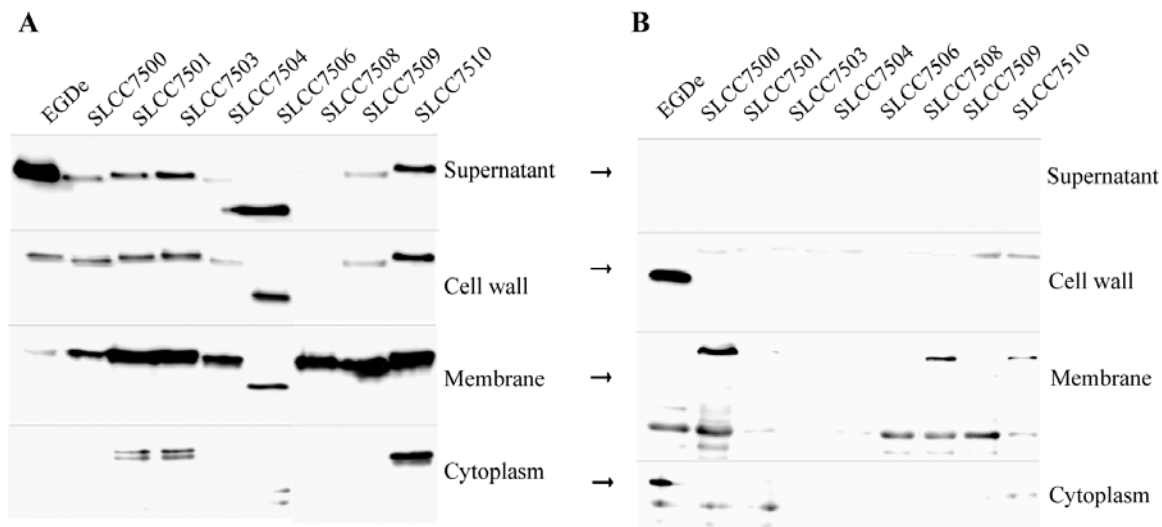 A
EGDe
SLCC7500
SLCC7501
SLCC7503
SLCC7504
SLCC7506
SLCC7508
SLCC7509
SLCC7510
Supernatant
Cell wall
Membrane
Cytoplasm
B
EGDe
SLCC7500
SLCC7501
SLCC7503
SLCC7504
SLCC7506
SLCC7508
SLCC7509
SLCC7510
Supernatant
Cell wall
Membrane
Cytoplasm